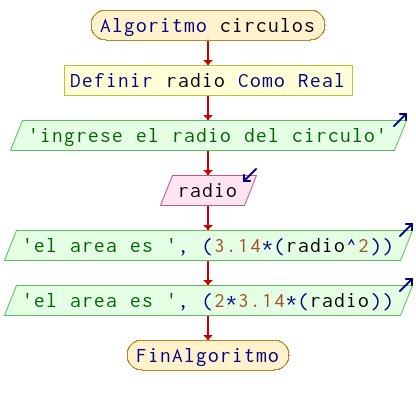 Algoritmo circulos
Definir radio Como Real
'ingrese el radio del circulo'
radio
'el area es ', (3.14*(radio^2))
'el area es ', (2*3.14*(radio))
FinAlgoritmo